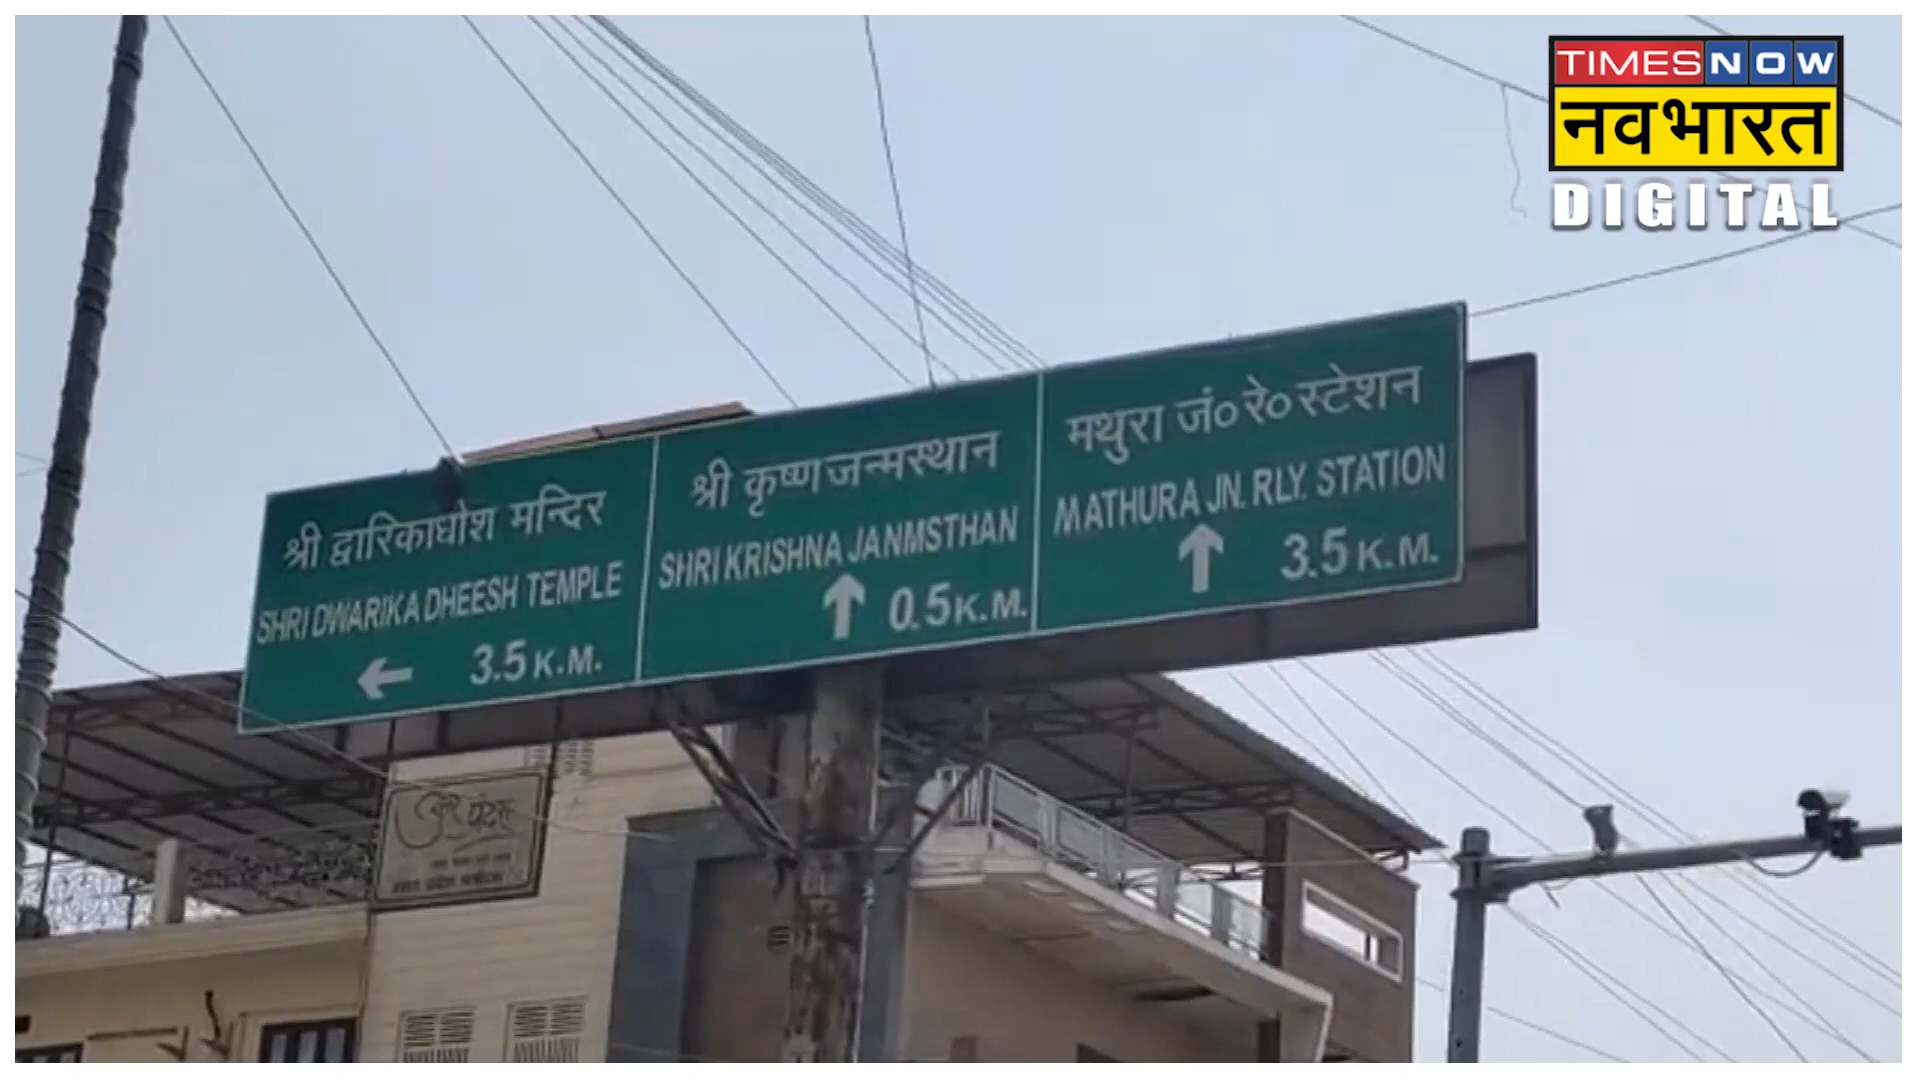 TIMES NOW
नवभारत
DIGITAL
श्री द्वारिकाधीश मन्दिर
SHRI DWARIKA DHEESH TEMPLE
← 3.5 K.M.
श्री कृष्ण जन्मस्थान
SHRI KRISHNA JANMSTHAN
↑ 0.5 K.M.
मथुरा जं० रे० स्टेशन
MATHURA JN. RLY. STATION
↑ 3.5 K.M.